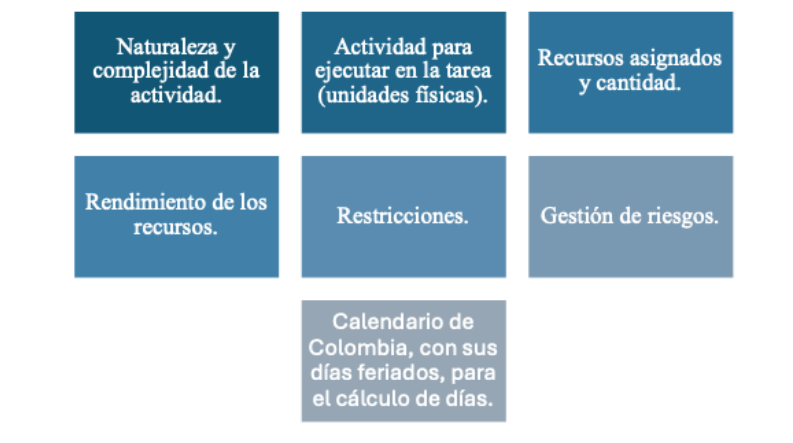 Naturaleza y
complejidad de la
actividad.
Actividad para
ejecutar en la tarea
(unidades físicas).
Recursos asignados
y cantidad.
Rendimiento de los
recursos.
Restricciones.
Gestión de riesgos.
Calendario de
Colombia, con sus
días feriados, para
el cálculo de días.